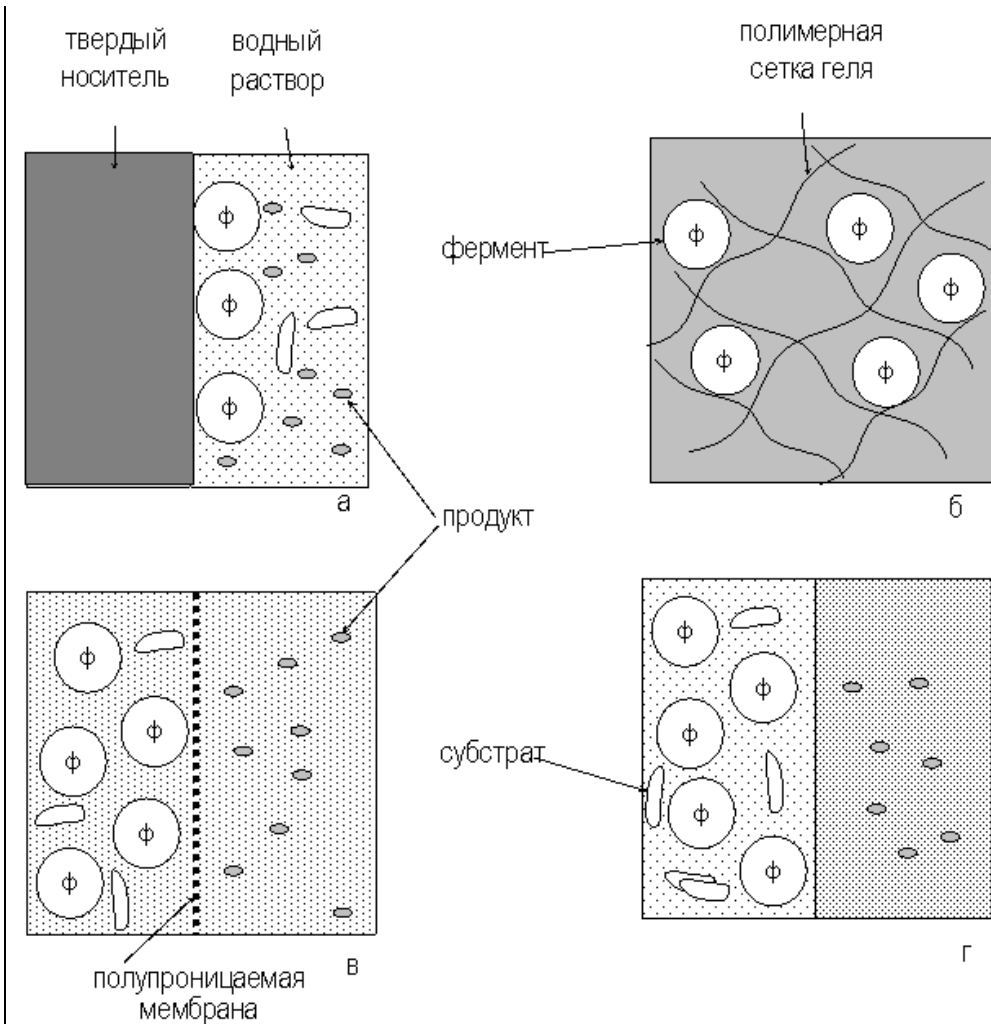 твердый
носитель
водный
раствор
полимерная
сетка геля
ф
ф
ф
фермент
ф
ф
ф
ф
ф
а
б
продукт
ф
ф
ф
ф
ф
субстрат
ф
ф
ф
ф
ф
в
г
полупроницаемая
мембрана